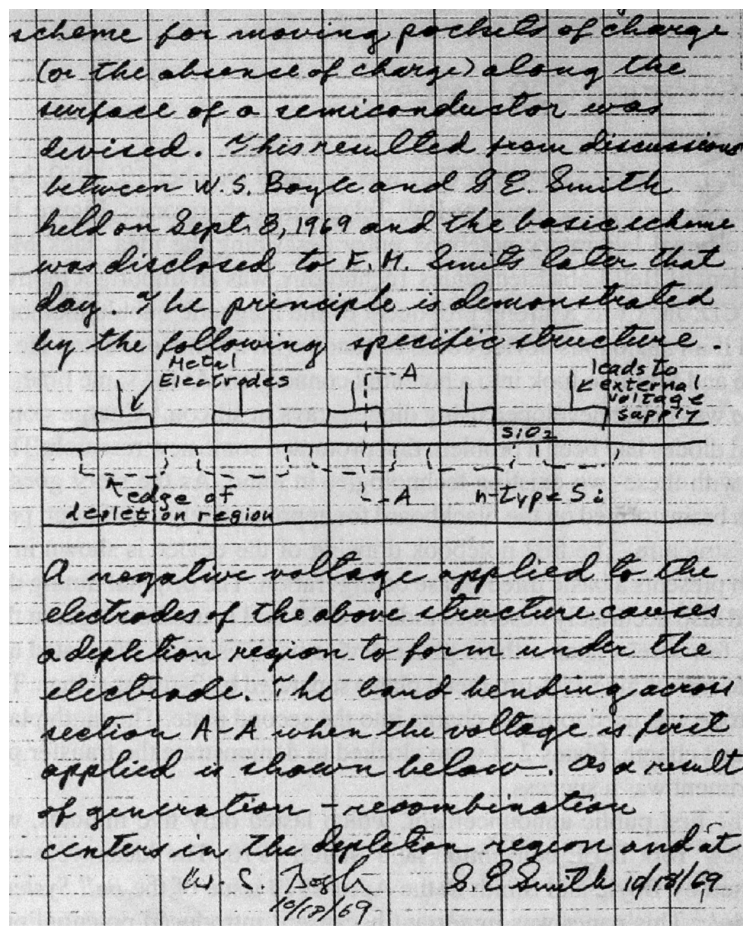 scheme for moving pockets of charge
(or the absence of charge) along the
surface of a semiconductor was
devised. This resulted from discussions
between W.S. Boyle and G.E. Smith
held on Sept. 8, 1969 and the basic scheme
was disclosed to F.M. Smits later that
day. The principle is demonstrated
by the following specific structure.
Metal
Electrodes
A
leads to
external
voltage
supply
SiO2
edge of
depletion region
A
n-type Si
A negative voltage applied to the
electrodes of the above structure causes
a depletion region to form under the
electrode. The band bending across
section A-A when the voltage is first
applied is shown below. As a result
of generation - recombination
centers in the depletion region and at
W. S. Boyle
10/18/69
G. E. Smith 10/18/69